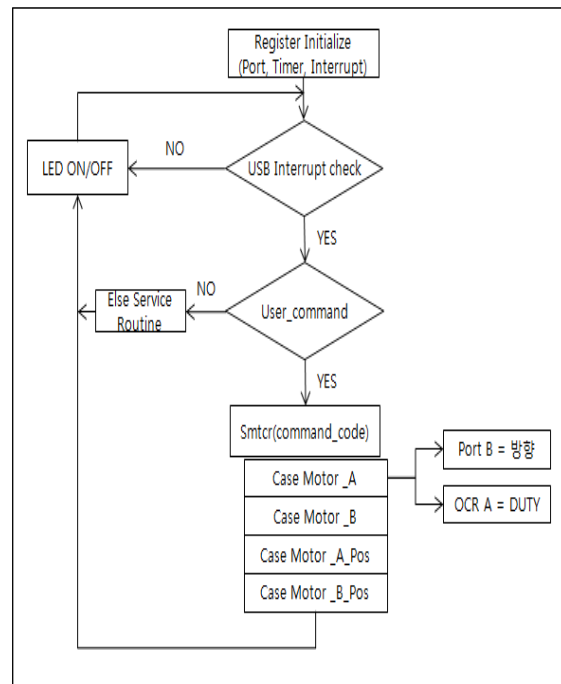 Register Initialize
(Port, Timer, Interrupt)
LED ON/OFF
NO
USB Interrupt check
YES
Else Service
Routine
NO
User_command
YES
Smtcr(command_code)
Case Motor _A
Case Motor _B
Case Motor _A_Pos
Case Motor _B_Pos
Port B = 방향
OCR A = DUTY